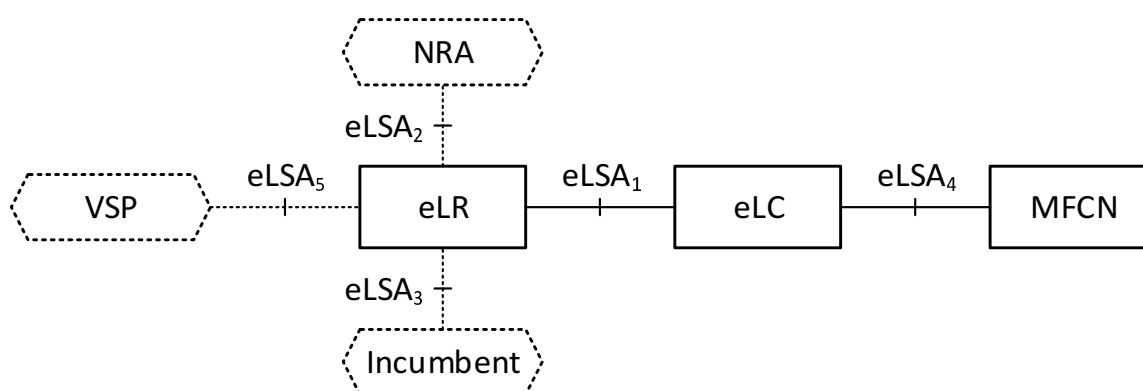 NRA
eLSA₂
eLSA₅
eLSA₁
eLSA₄
VSP
eLR
eLC
MFCN
eLSA₃
Incumbent